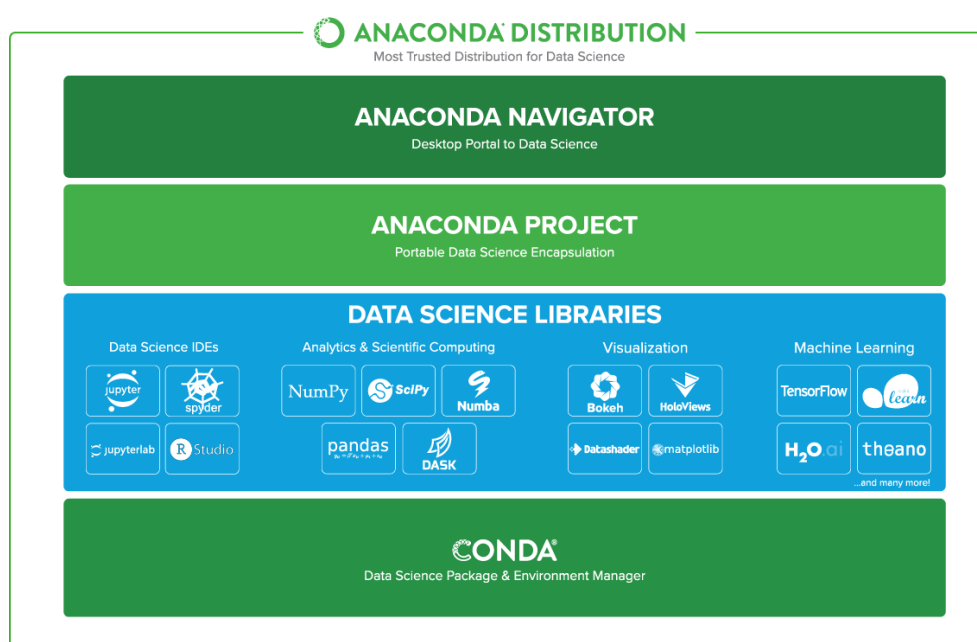 ANACONDA DISTRIBUTION
Most Trusted Distribution for Data Science
ANACONDA NAVIGATOR
Desktop Portal to Data Science
ANACONDA PROJECT
Portable Data Science Encapsulation
DATA SCIENCE LIBRARIES
Data Science IDEs
jupyter
spyder
jupyterlab
R Studio
Analytics & Scientific Computing
NumPy
SciPy
Numba
pandas
DASK
Visualization
Bokeh
HoloViews
Datashader
matplotlib
Machine Learning
TensorFlow
learn
H2O.ai
theano
...and many more!
CONDA®
Data Science Package & Environment Manager